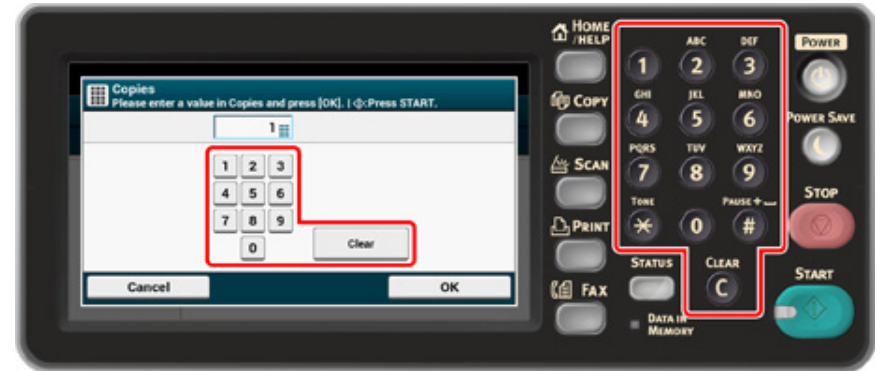 Copies
Please enter a value in Copies and press [OK]. | :Press START.
1
1 2 3
4 5 6
7 8 9
0
Clear
Cancel
OK
HOME
/HELP
COPY
SCAN
PRINT
FAX
ABC DEF
1 2 3
GHI JKL MNO
4 5 6
PQRS TUV WXYZ
7 8 9
TONE PAUSE + –
* 0 #
STATUS
CLEAR
C
DATA IN
MEMORY
POWER
POWER SAVE
STOP
START